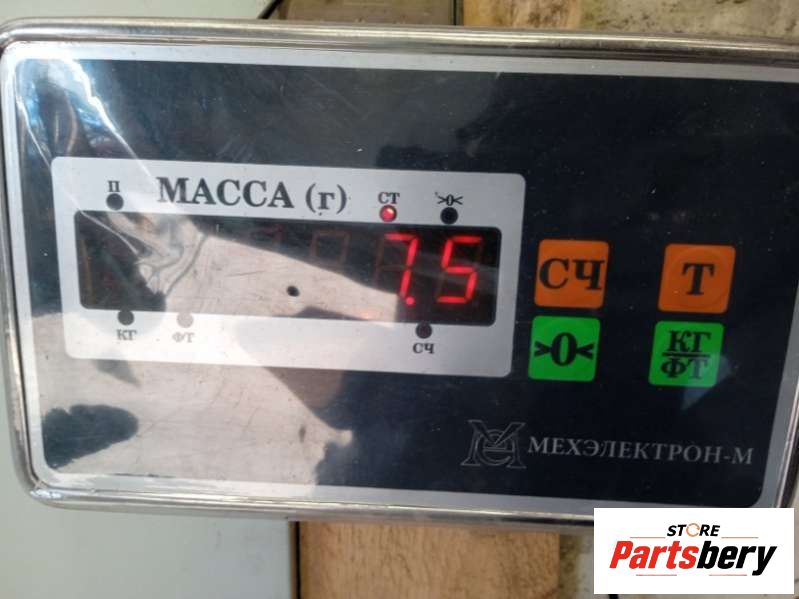 П МАССА (г) СТ >0<
7.5
КГ ФТ СЧ
СЧ Т
>0< КГ/ФТ
МЕХЭЛЕКТРОН-М
STORE
Partsbery